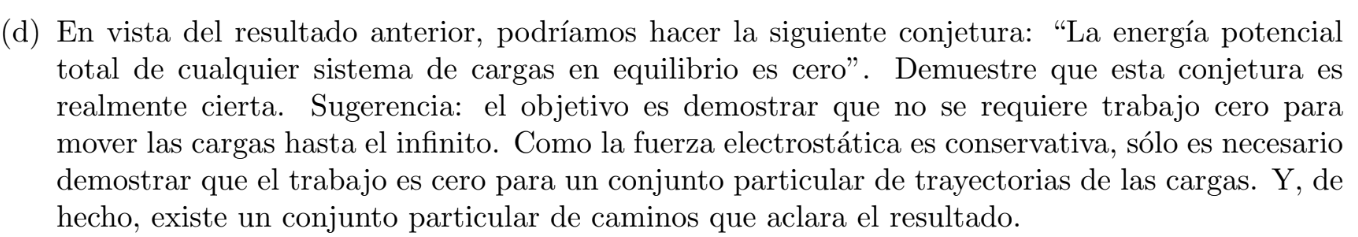 (d) En vista del resultado anterior, podríamos hacer la siguiente conjetura: “La energía potencial
total de cualquier sistema de cargas en equilibrio es cero”. Demuestre que esta conjetura es
realmente cierta. Sugerencia: el objetivo es demostrar que no se requiere trabajo cero para
mover las cargas hasta el infinito. Como la fuerza electrostática es conservativa, sólo es necesario
demostrar que el trabajo es cero para un conjunto particular de trayectorias de las cargas. Y, de
hecho, existe un conjunto particular de caminos que aclara el resultado.